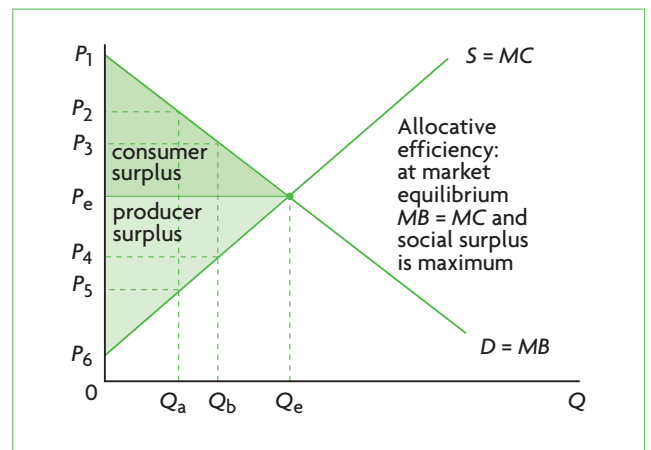 P1
S = MC
P2
Allocative
efficiency:
at market
equilibrium
MB = MC and
social surplus
is maximum
P3
consumer
surplus
Pe
producer
surplus
P4
P5
P6
D = MB
0
Qa
Qb
Qe
Q